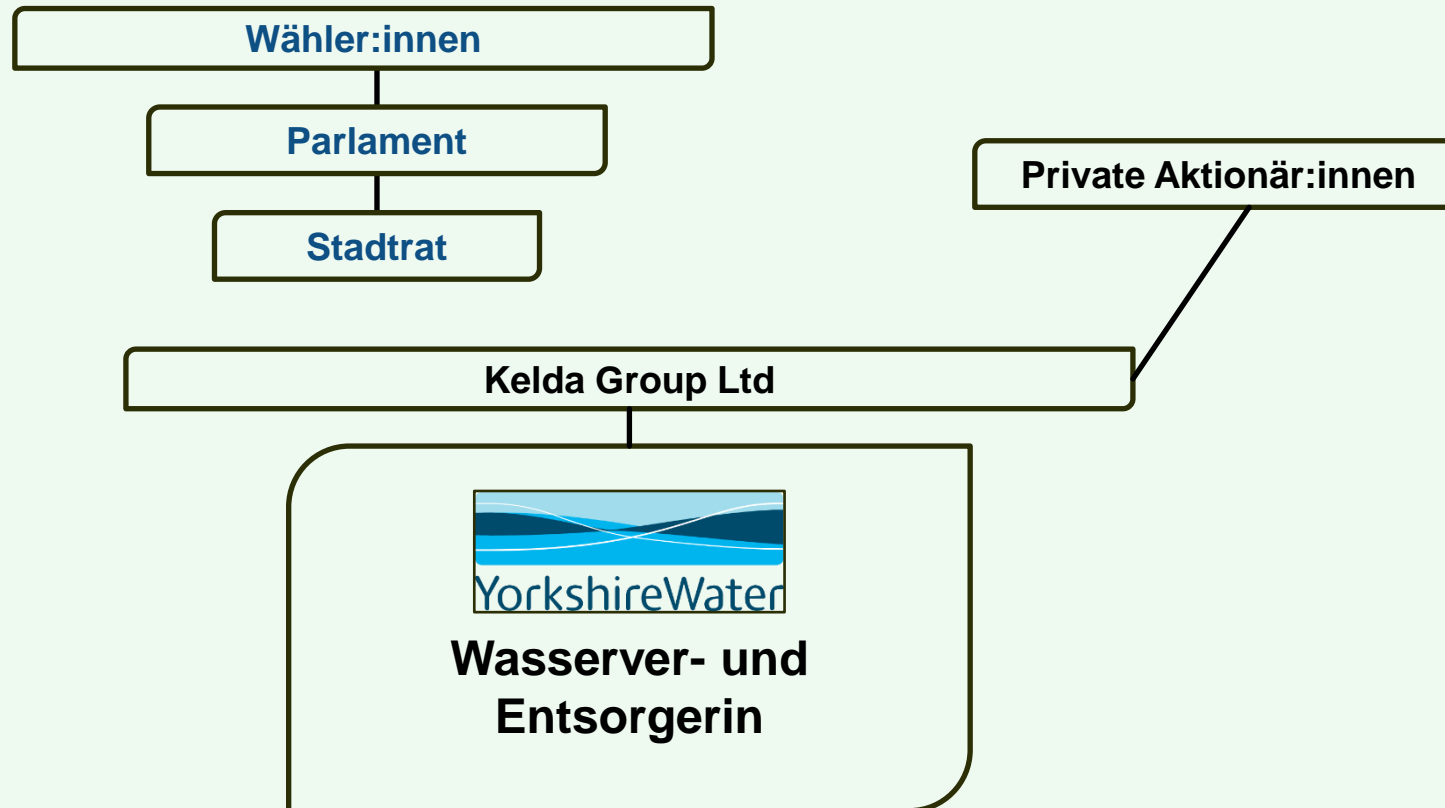 Wähler:innen
Parlament
Private Aktionär:innen
Stadtrat
Kelda Group Ltd
YorkshireWater
Wasserver- und
Entsorgerin